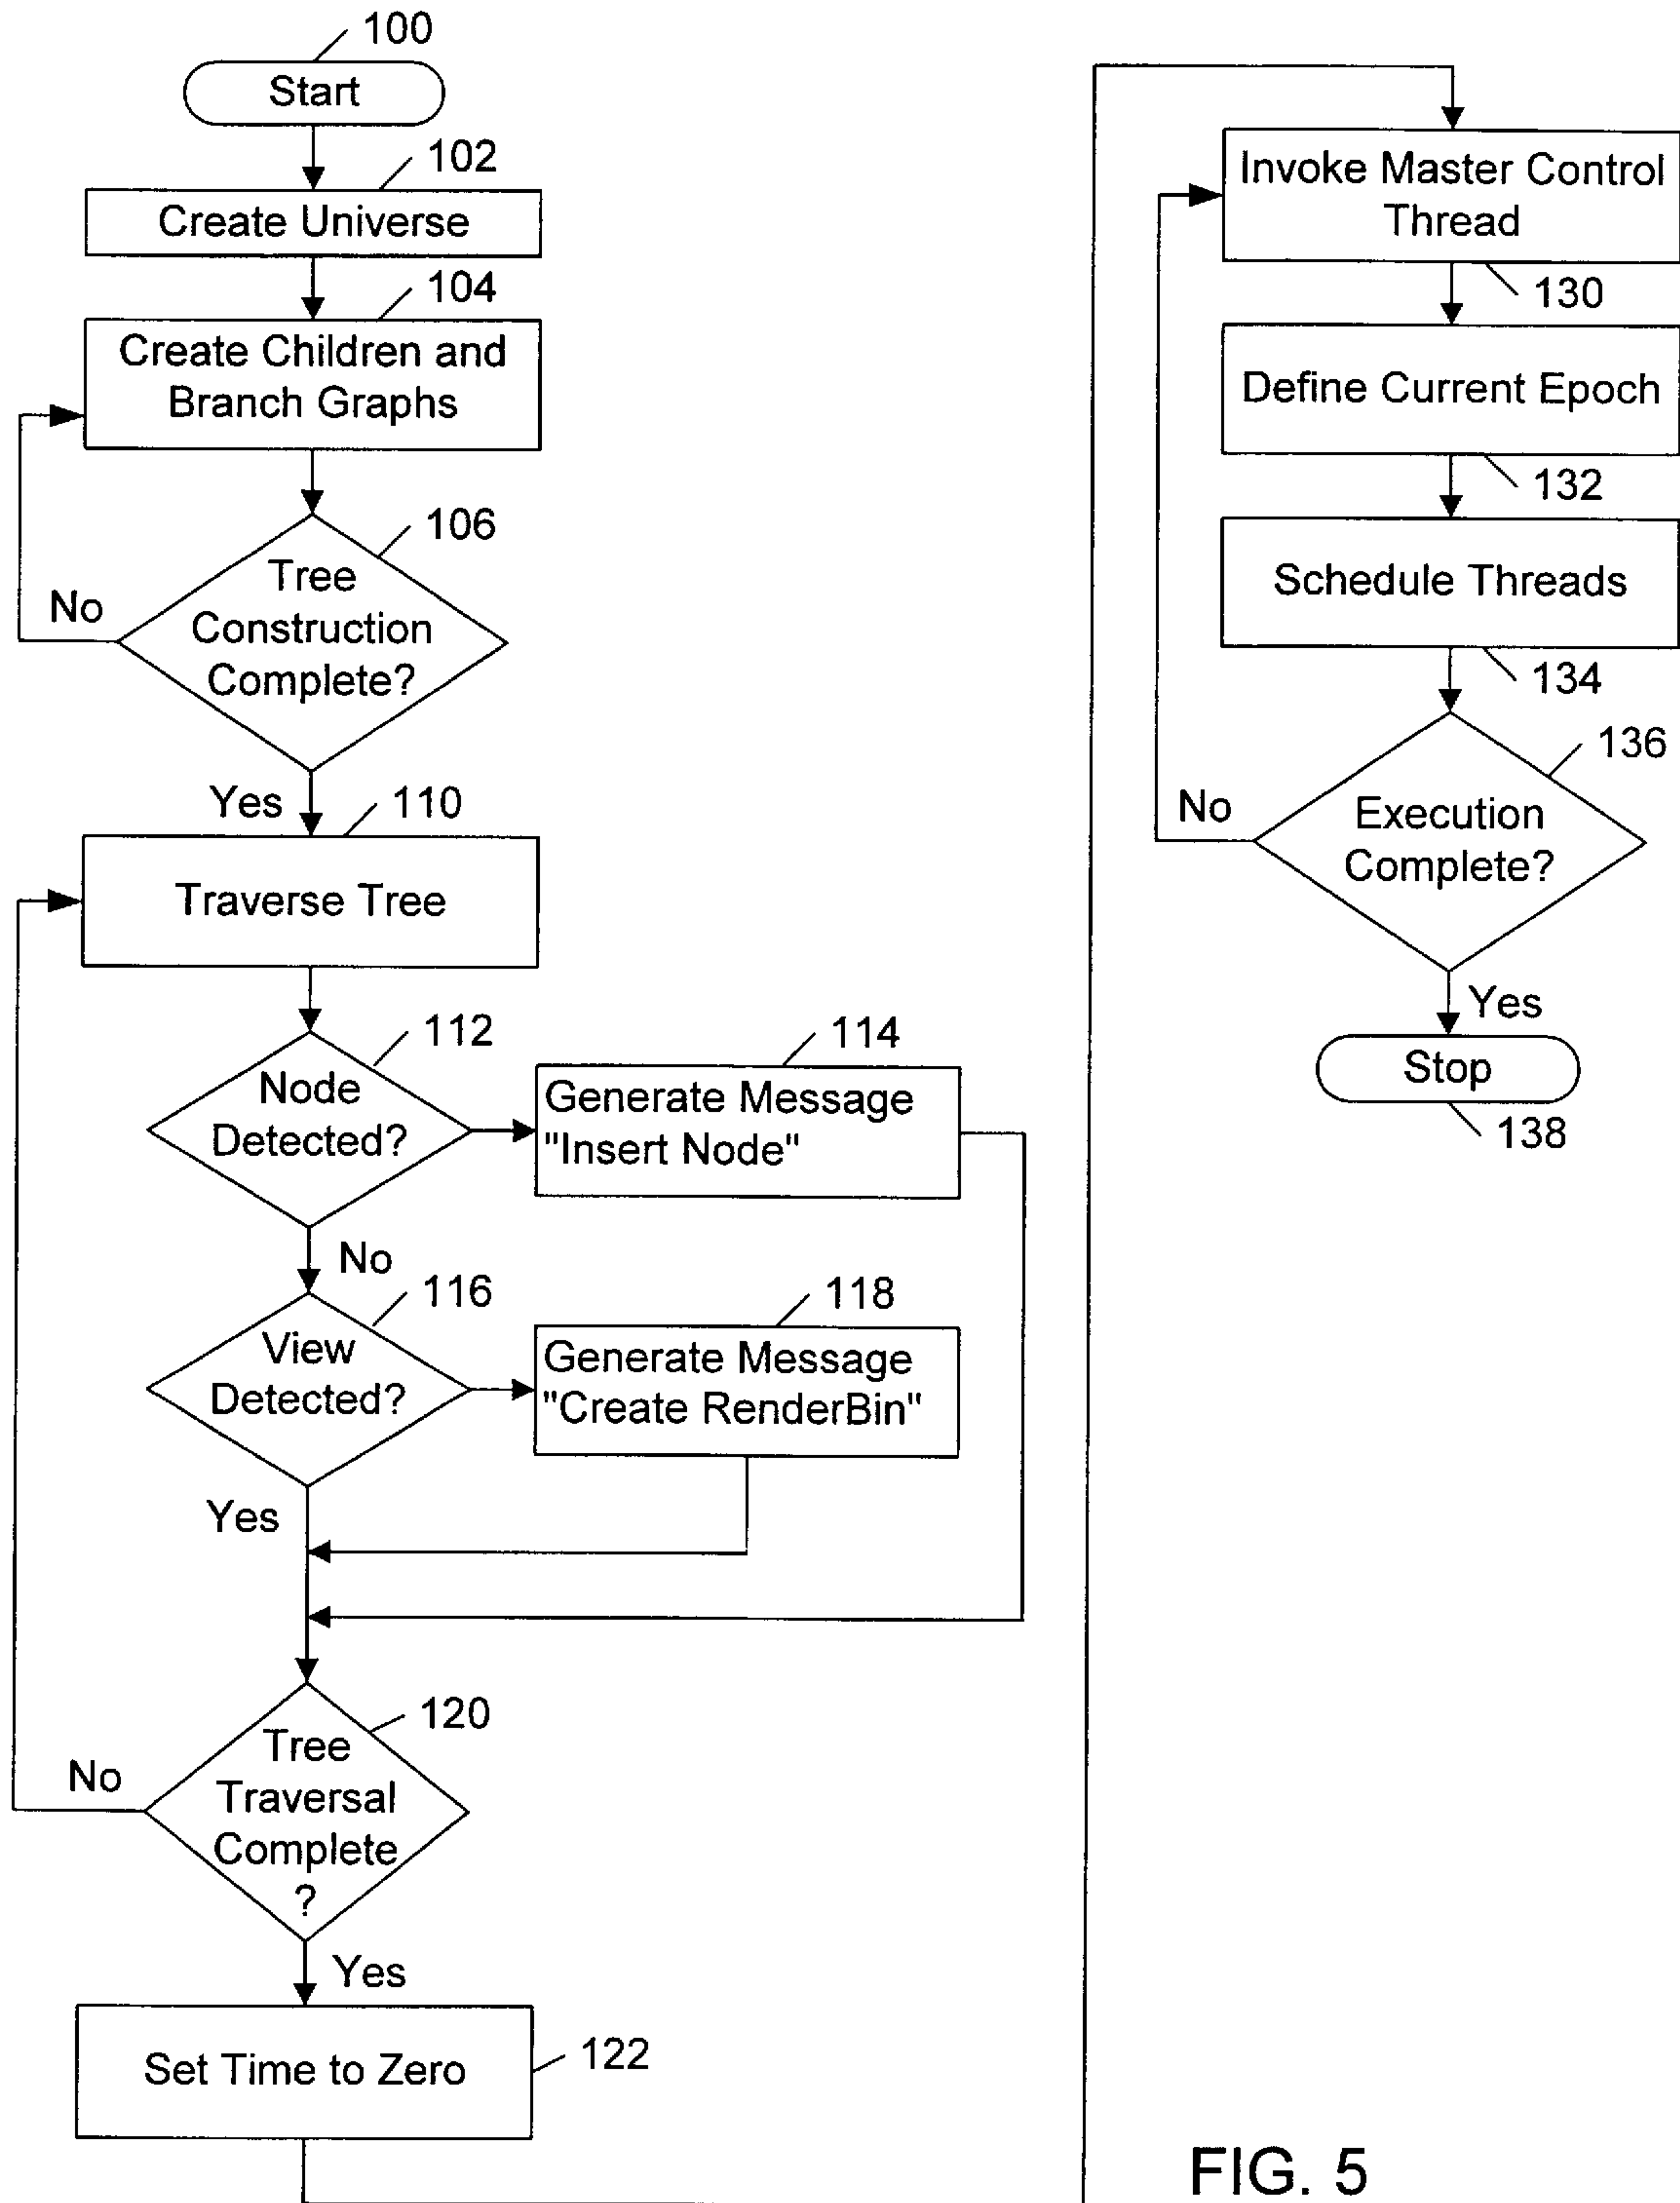 100
Start
102
Create Universe
104
Create Children and
Branch Graphs
106
Tree
Construction
Complete?
No
Yes
110
Traverse Tree
112
Node
Detected?
114
Generate Message
"Insert Node"
No
116
View
Detected?
118
Generate Message
"Create RenderBin"
Yes
120
Tree
Traversal
Complete
?
No
Yes
Set Time to Zero
122
Invoke Master Control
Thread
130
Define Current Epoch
132
Schedule Threads
134
136
Execution
Complete?
No
Yes
Stop
138
FIG. 5